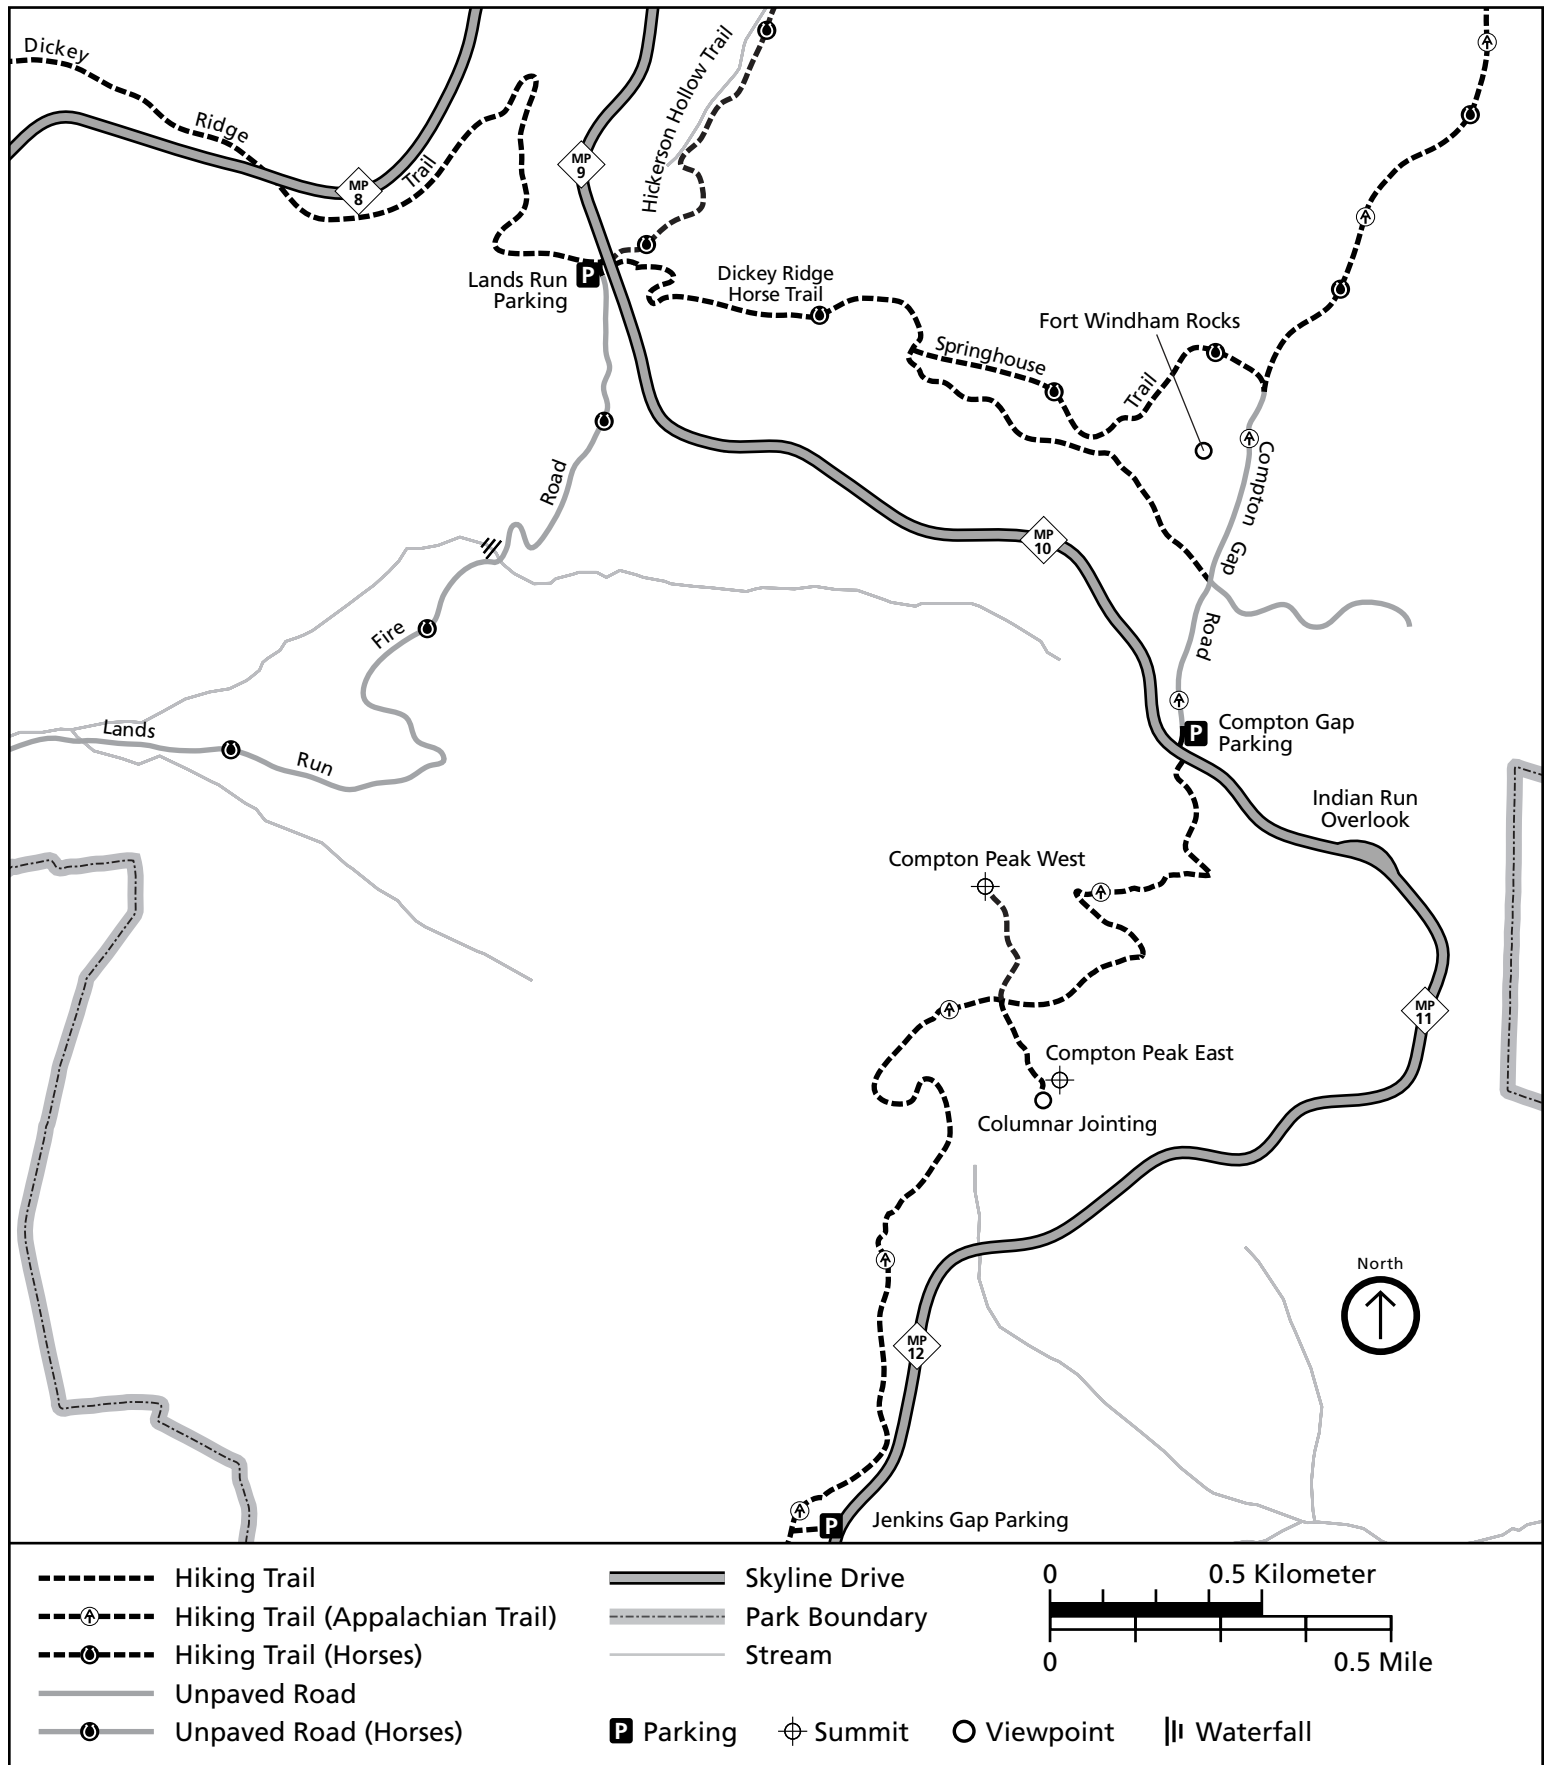 Dickey
Ridge
Trail
MP
8
MP
9
Hickerson Hollow Trail
P
Lands Run
Parking
Dickey Ridge
Horse Trail
Fort Windham Rocks
Springhouse
Trail
Compton
Gap
Road
MP
10
Road
Fire
Lands
Run
P
Compton Gap
Parking
Indian Run
Overlook
Compton Peak West
MP
11
Compton Peak East
Columnar Jointing
North
MP
12
P
Jenkins Gap Parking
Hiking Trail
Hiking Trail (Appalachian Trail)
Hiking Trail (Horses)
Unpaved Road
Unpaved Road (Horses)
Skyline Drive
Park Boundary
Stream
P Parking
Summit
Viewpoint
Waterfall
0 0.5 Kilometer
0 0.5 Mile